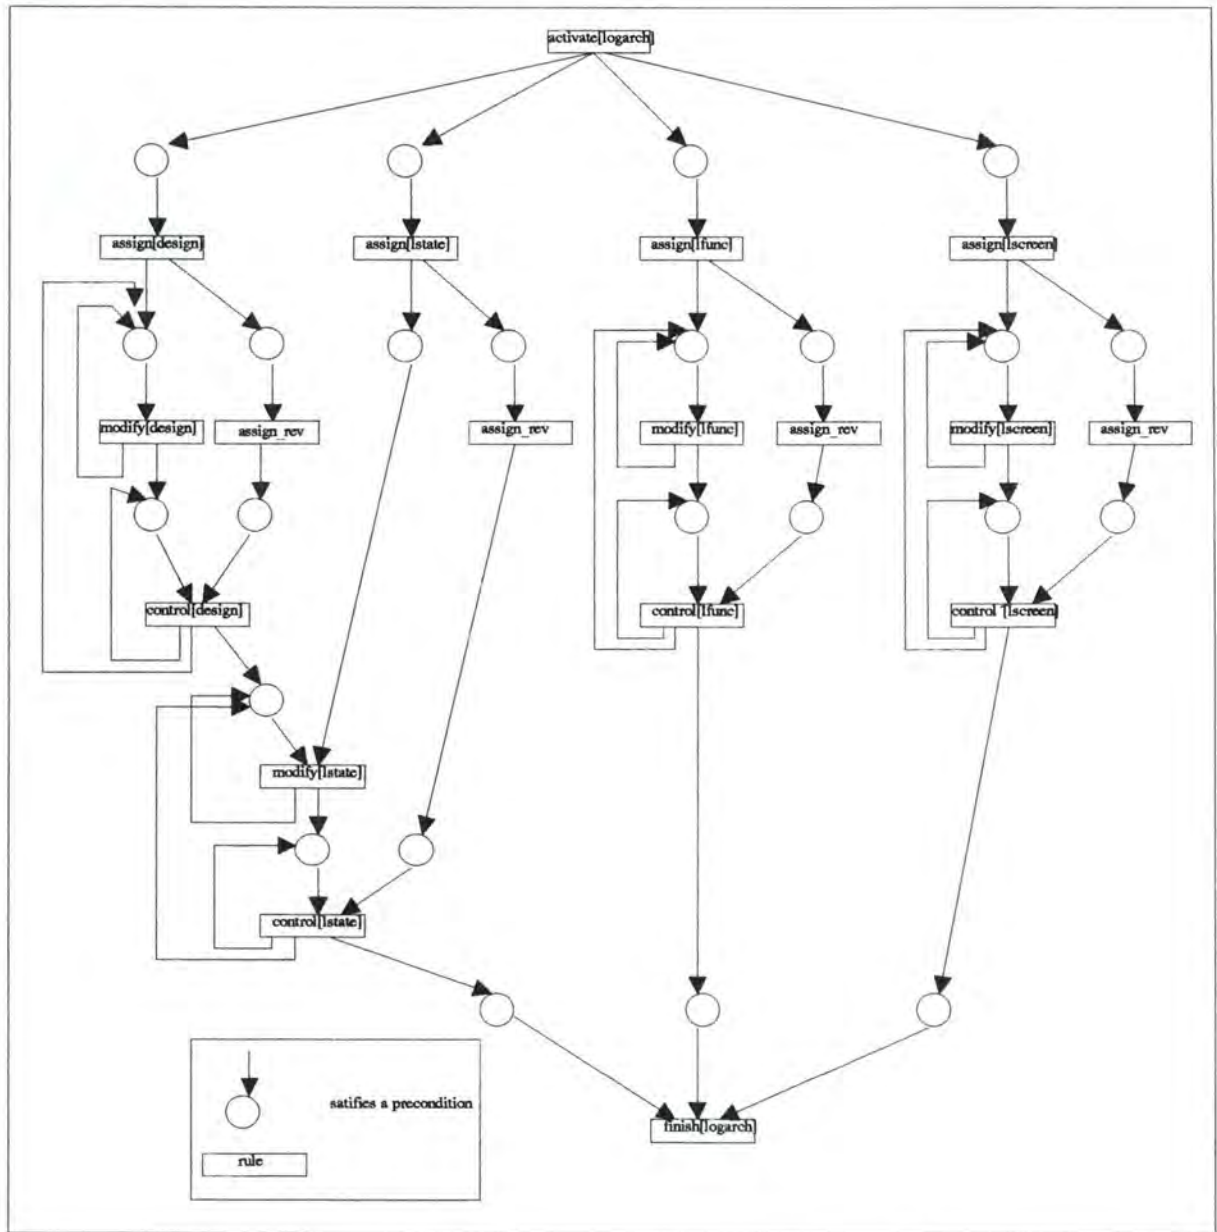 activate[logarch]
assign[design]
assign[lstate]
assign[lfunc]
assign[lscreen]
modify[design]
assign_rev
assign_rev
modify[lfunc]
assign_rev
modify[lscreen]
assign_rev
control[design]
control[lfunc]
control [lscreen]
modify[lstate]
control[lstate]
satifies a precondition
finish[logarch]
rule